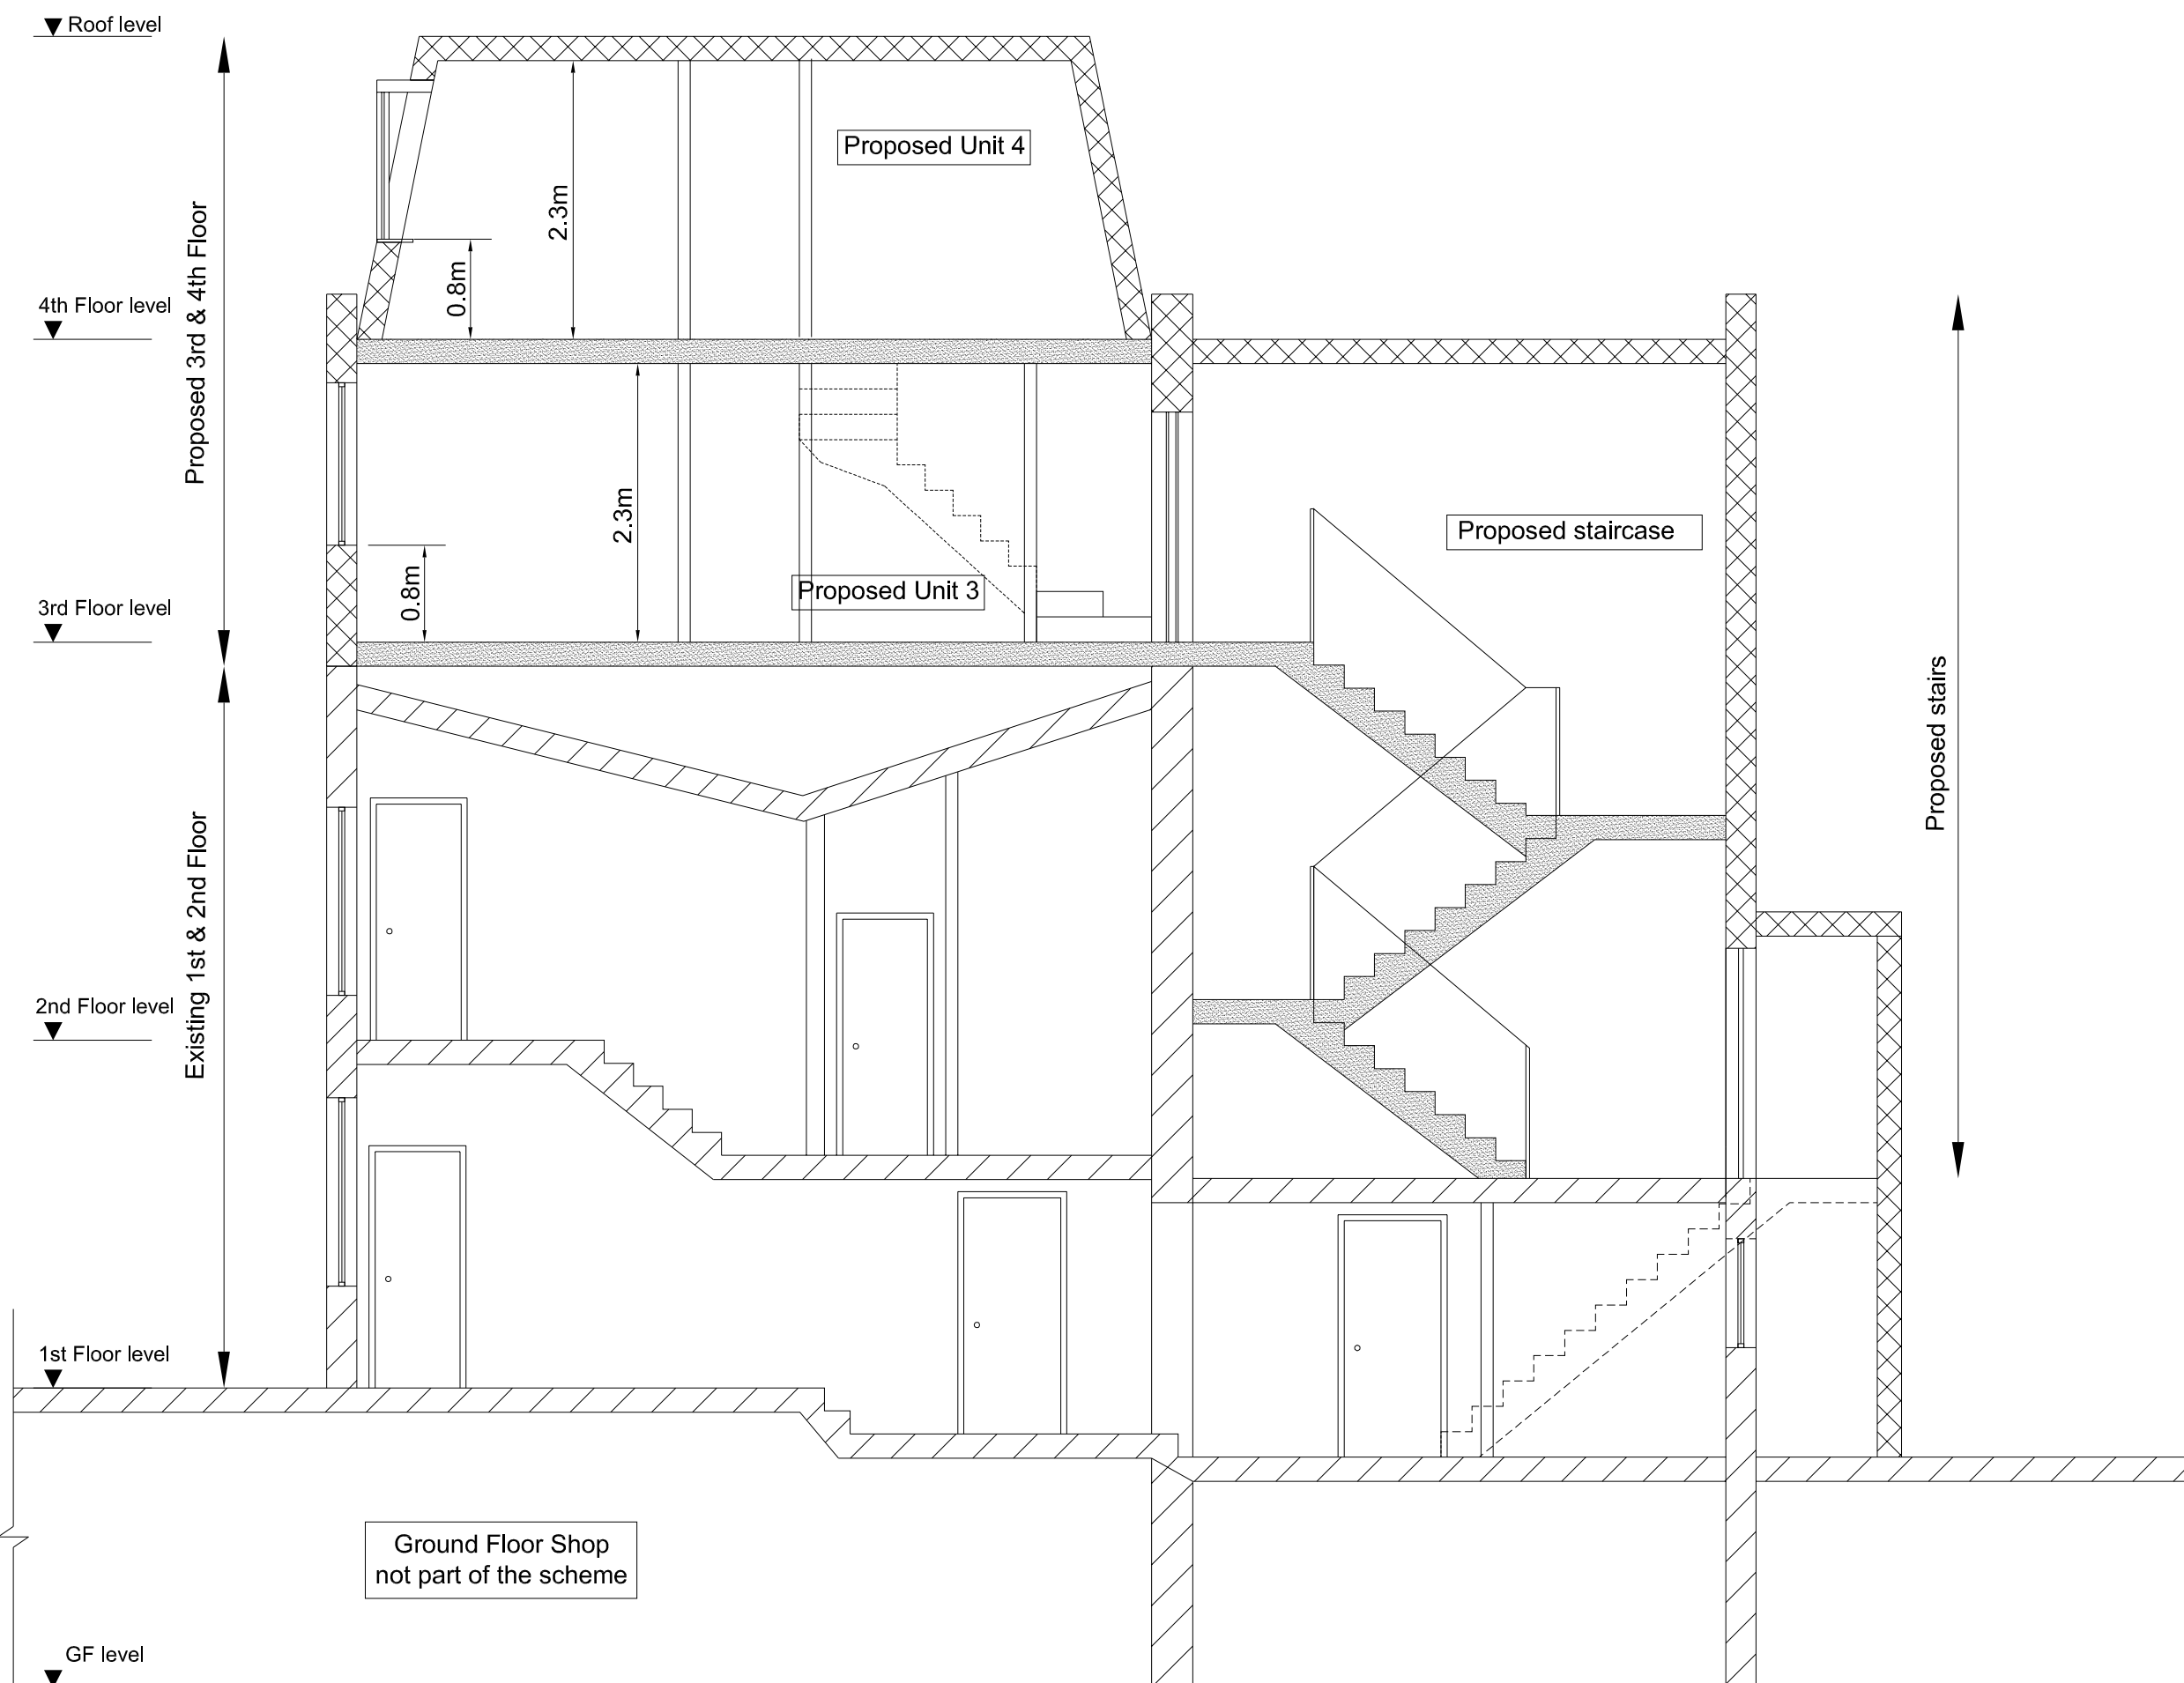 Roof level
Proposed Unit 4
2.3m
Proposed 3rd & 4th Floor
0.8m
4th Floor level
2.3m
Proposed staircase
0.8m
Proposed Unit 3
3rd Floor level
Proposed stairs
Existing 1st & 2nd Floor
2nd Floor level
1st Floor level
Ground Floor Shop
not part of the scheme
GF level